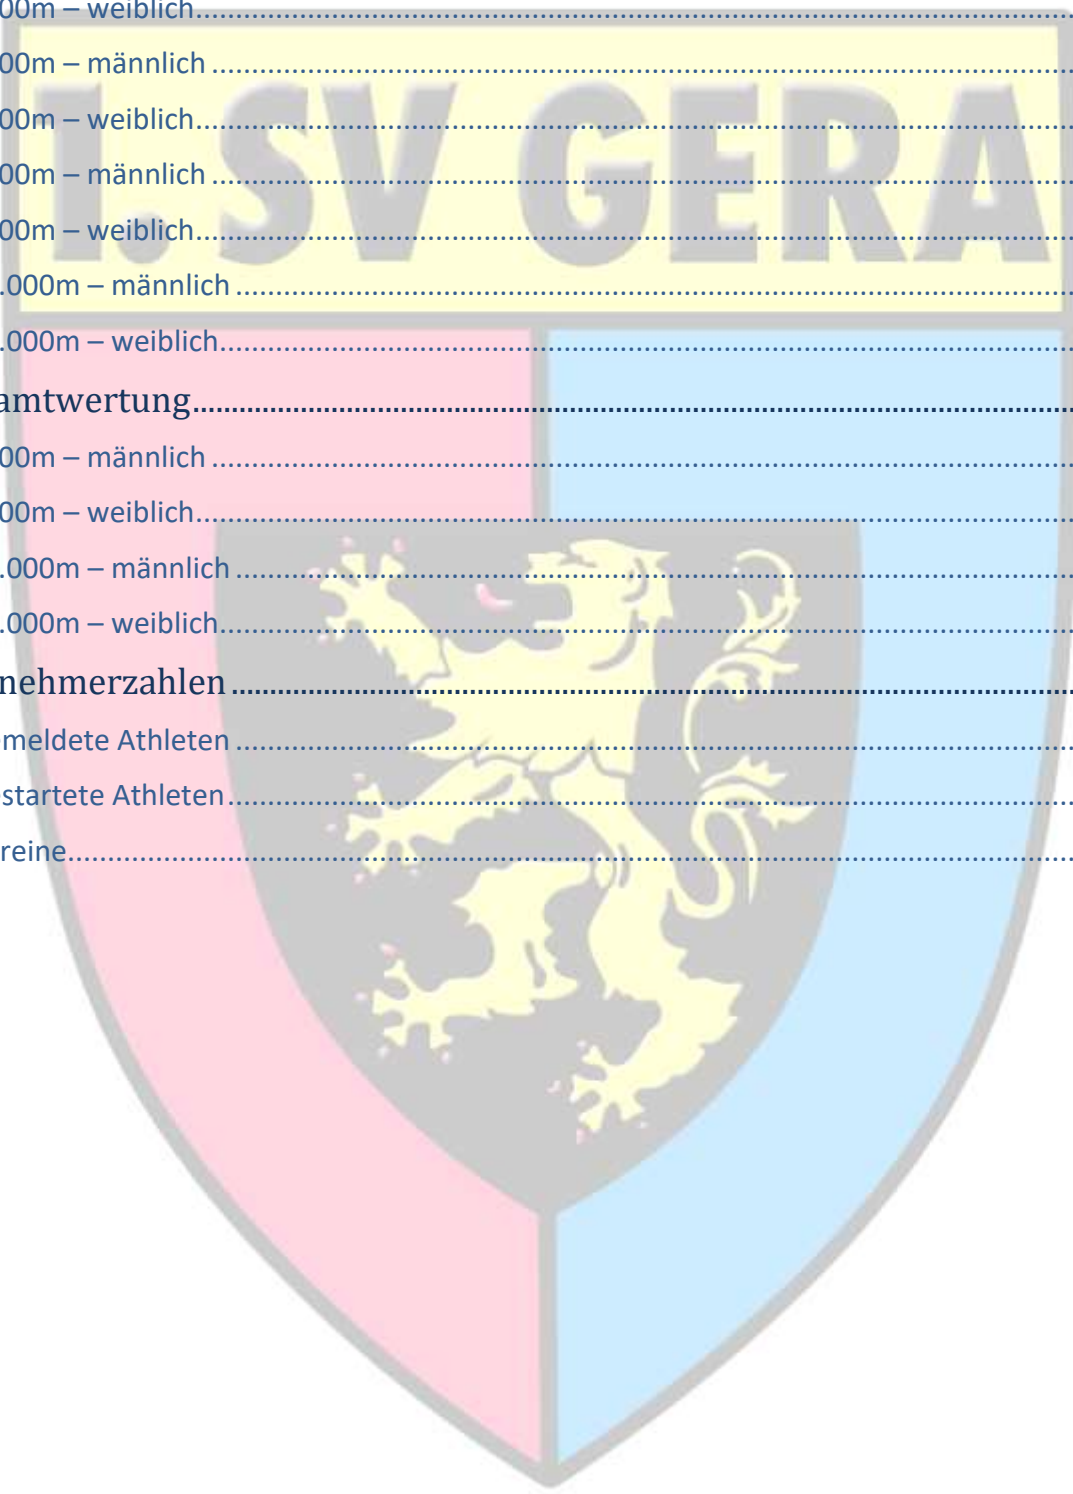 00m – weiblich
00m – männlich
00m – weiblich
00m – männlich
00m – weiblich
.000m – männlich
.000m – weiblich
amtwertung
00m – männlich
00m – weiblich
.000m – männlich
.000m – weiblich
nehmerzahlen
meldete Athleten
startete Athleten
reine
1. SV GERA